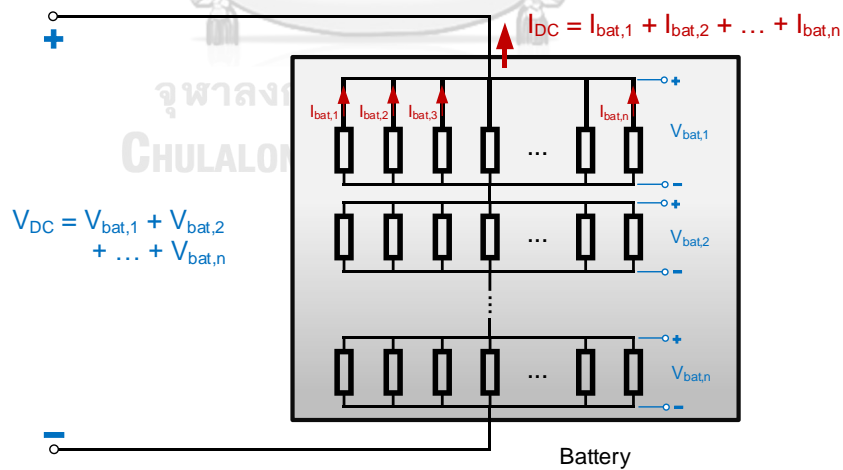 +
I_DC = I_bat,1 + I_bat,2 + … + I_bat,n
จุฬาลงก
CHULALON
I_bat,1 I_bat,2 I_bat,3 I_bat,n
+
V_bat,1
...
−
V_DC = V_bat,1 + V_bat,2
+ … + V_bat,n
+
V_bat,2
...
−
...
+
V_bat,n
...
−
−
Battery